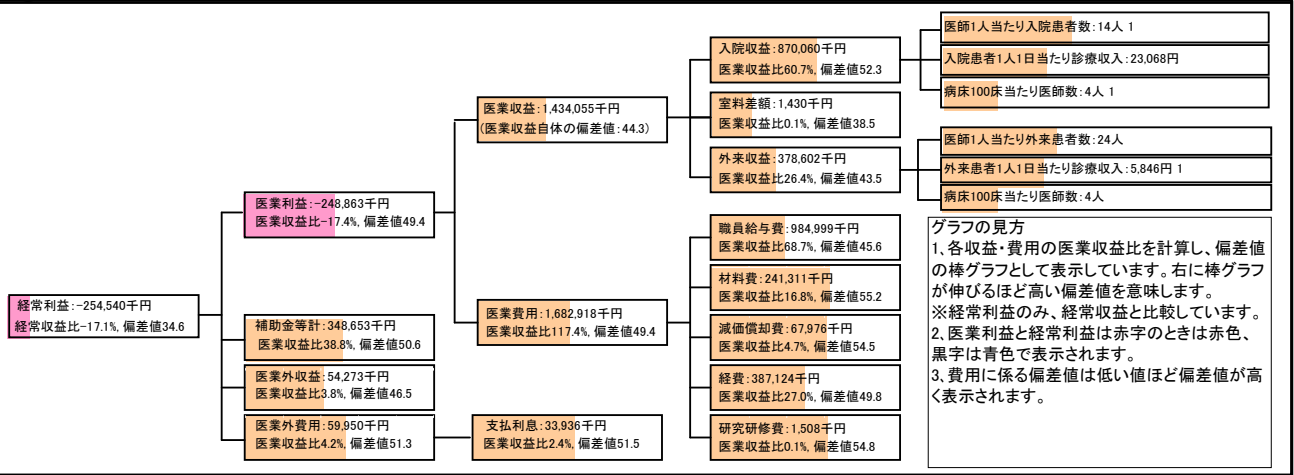 経常利益:-254,540千円
経常収比-17.1%, 偏差値34.6
医業利益:-248,863千円
医業収益比-17.4%, 偏差値49.4
補助金等計:348,653千円
医業収益比38.8%, 偏差値50.6
医業外収益:54,273千円
医業収益比3.8%, 偏差値46.5
医業外費用:59,950千円
医業収益比4.2%, 偏差値51.3
支払利息:33,936千円
医業収益比2.4%, 偏差値51.5
医業収益:1,434,055千円
(医業収益自体の偏差値:44.3)
医業費用:1,682,918千円
医業収益比117.4%, 偏差値49.4
入院収益:870,060千円
医業収益比60.7%, 偏差値52.3
室料差額:1,430千円
医業収益比0.1%, 偏差値38.5
外来収益:378,602千円
医業収益比26.4%, 偏差値43.5
職員給与費:984,999千円
医業収益比68.7%, 偏差値45.6
材料費:241,311千円
医業収益比16.8%, 偏差値55.2
減価償却費:67,976千円
医業収益比4.7%, 偏差値54.5
経費:387,124千円
医業収益比27.0%, 偏差値49.8
研究研修費:1,508千円
医業収益比0.1%, 偏差値54.8
医師1人当たり入院患者数:14人 1
入院患者1人1日当たり診療収入:23,068円
病床100床当たり医師数:4人 1
医師1人当たり外来患者数:24人
外来患者1人1日当たり診療収入:5,846円 1
病床100床当たり医師数:4人
グラフの見方
1、各収益・費用の医業収益比を計算し、偏差値
の棒グラフとして表示しています。右に棒グラフ
が伸びるほど高い偏差値を意味します。
※経常利益のみ、経常収益と比較しています。
2、医業利益と経常利益は赤字のときは赤色、
黒字は青色で表示されます。
3、費用に係る偏差値は低い値ほど偏差値が高
く表示されます。